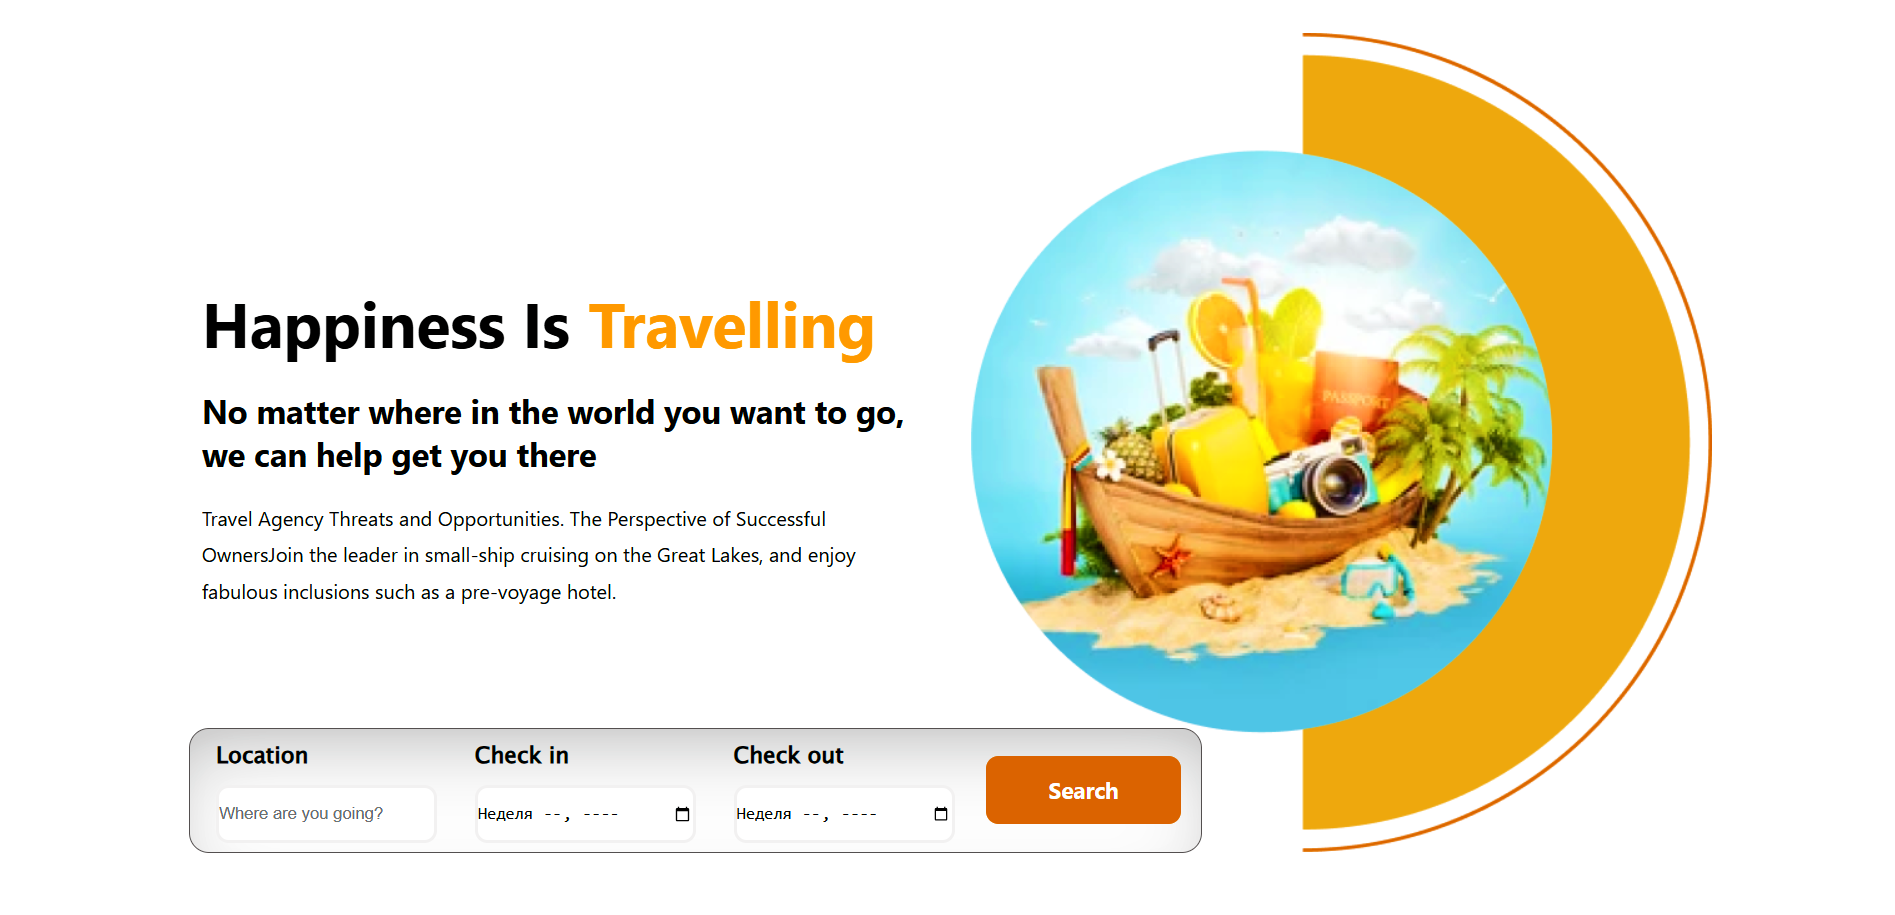 Happiness Is Travelling
No matter where in the world you want to go,
we can help get you there
Travel Agency Threats and Opportunities. The Perspective of Successful
OwnersJoin the leader in small-ship cruising on the Great Lakes, and enjoy
fabulous inclusions such as a pre-voyage hotel.
PASSPORT
Location
Check in
Check out
Where are you going?
Неделя --, ----
Неделя --, ----
Search